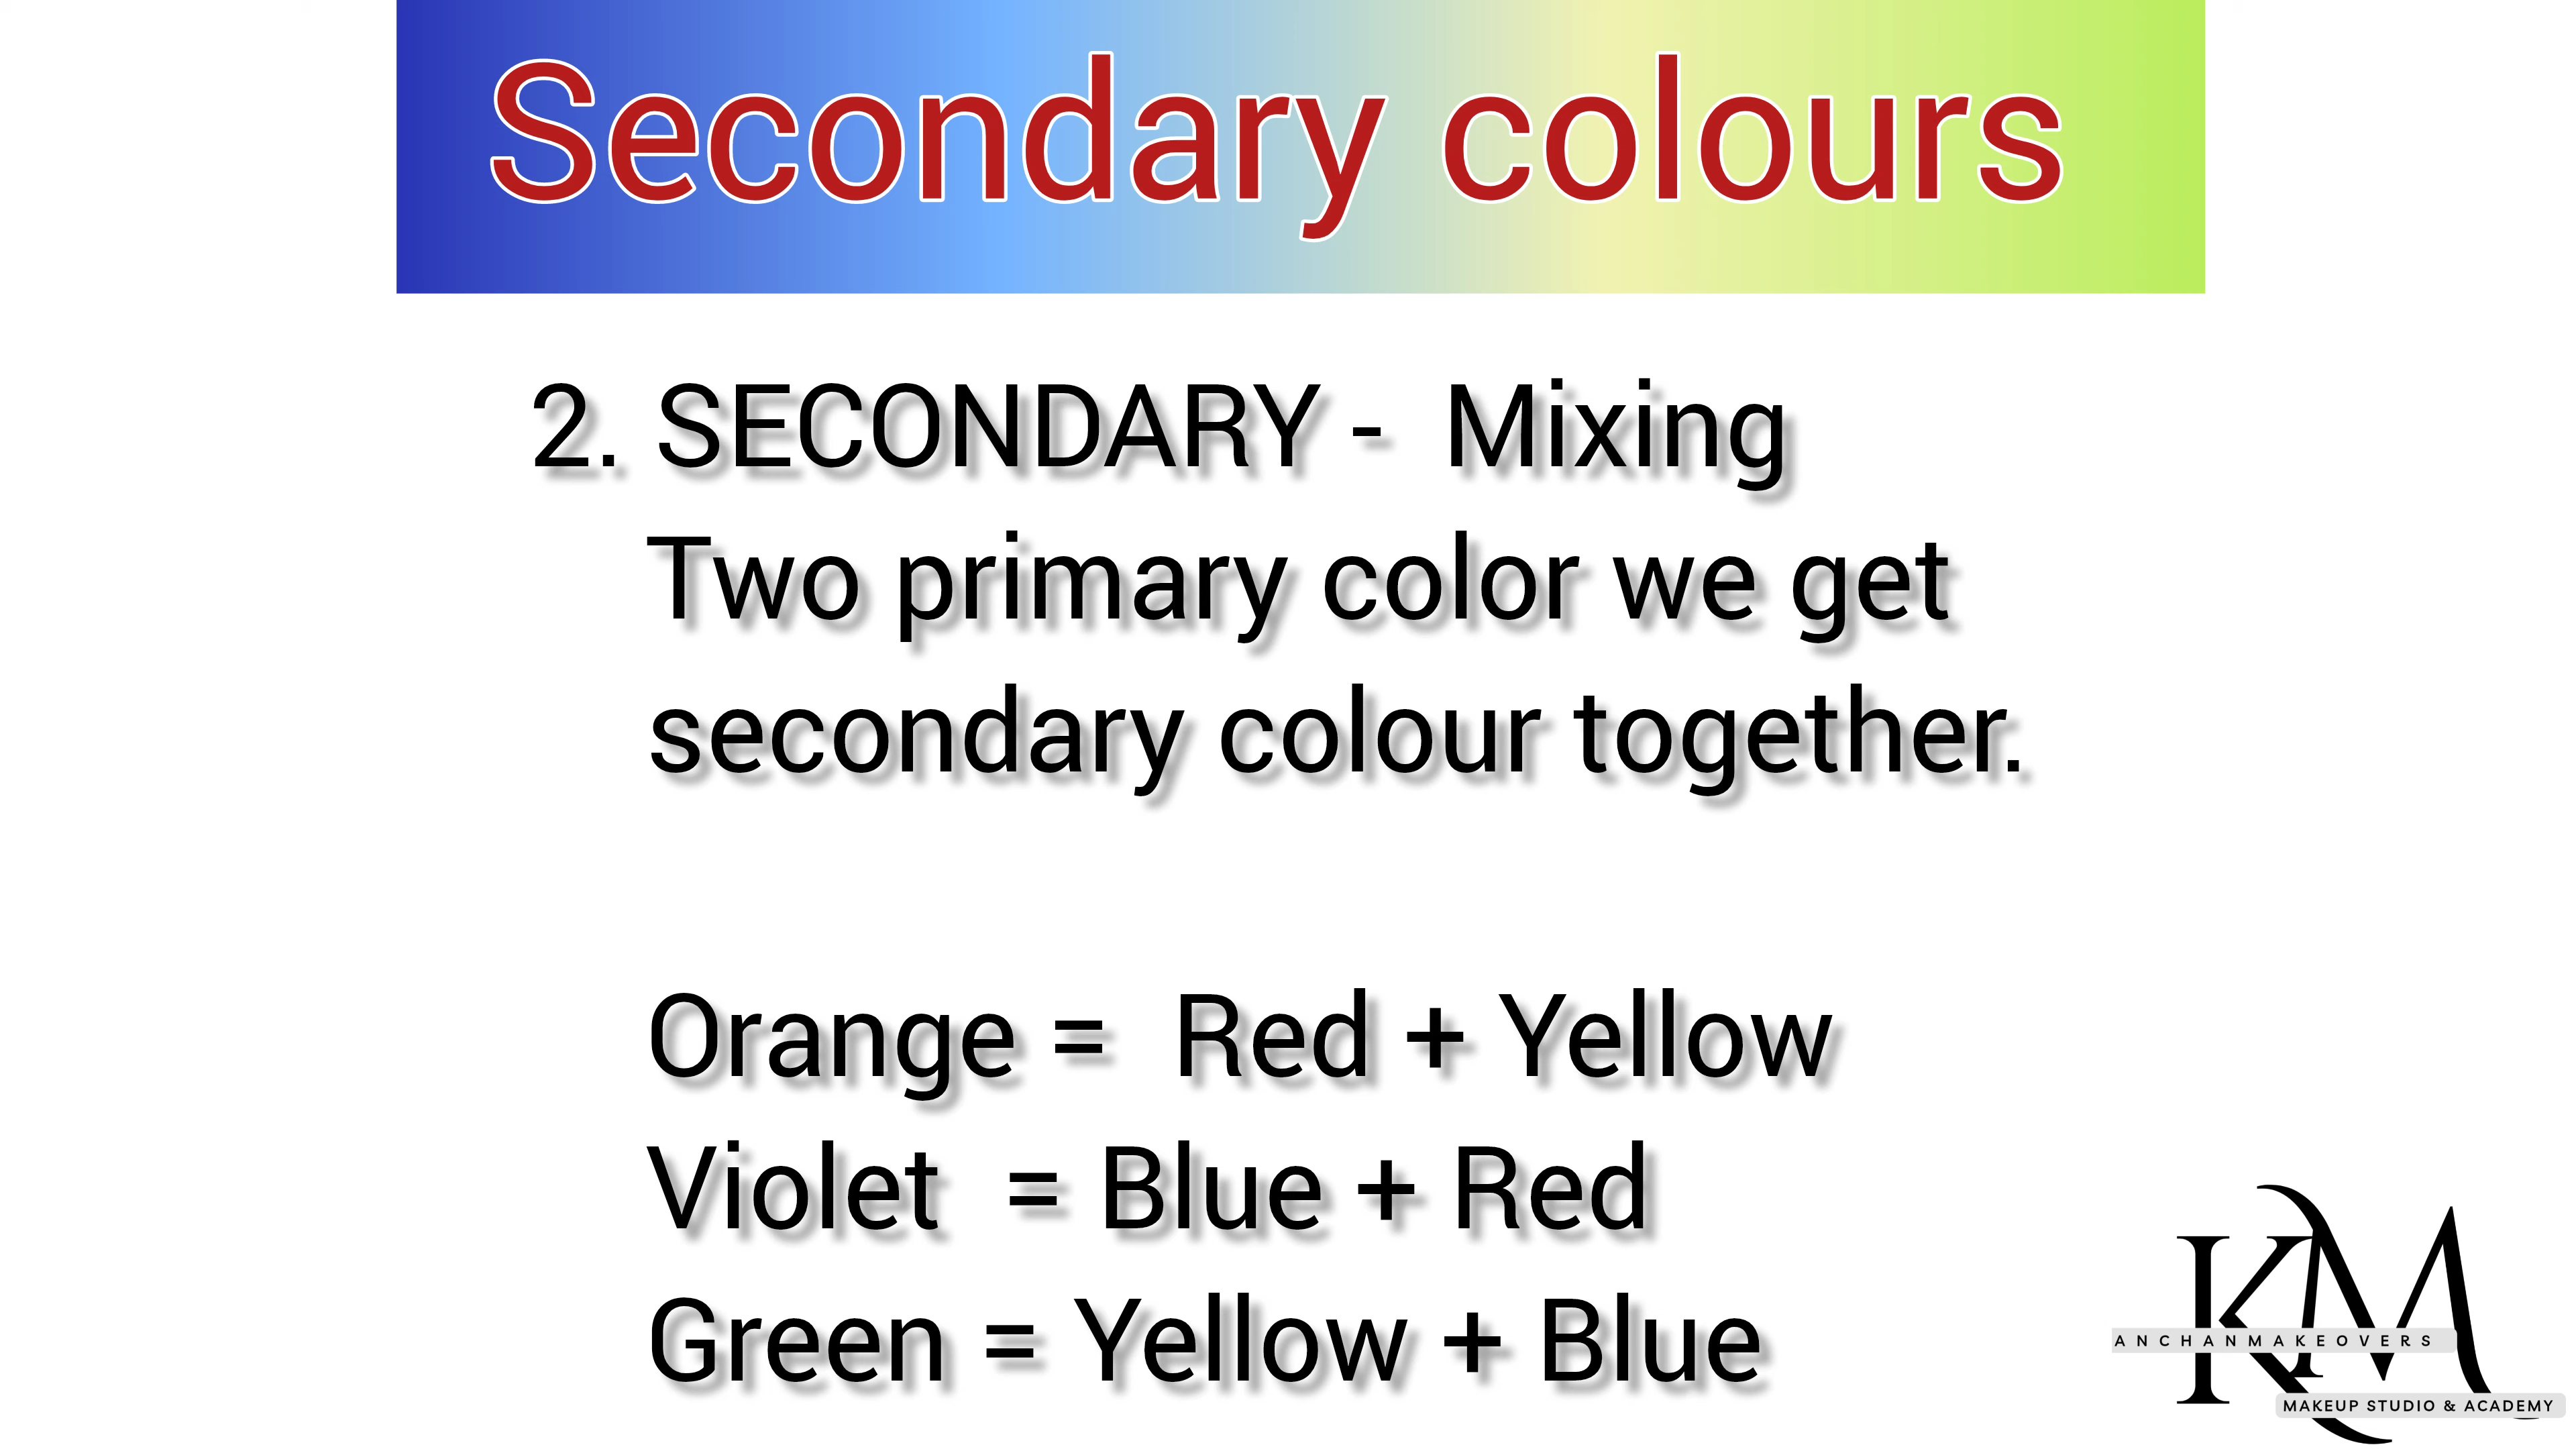 Secondary colours
2. SECONDARY - Mixing
Two primary color we get
secondary colour together.
Orange = Red + Yellow
Violet = Blue + Red
Green = Yellow + Blue
KM
ANCHANMAKEOVERS
MAKEUP STUDIO & ACADEMY